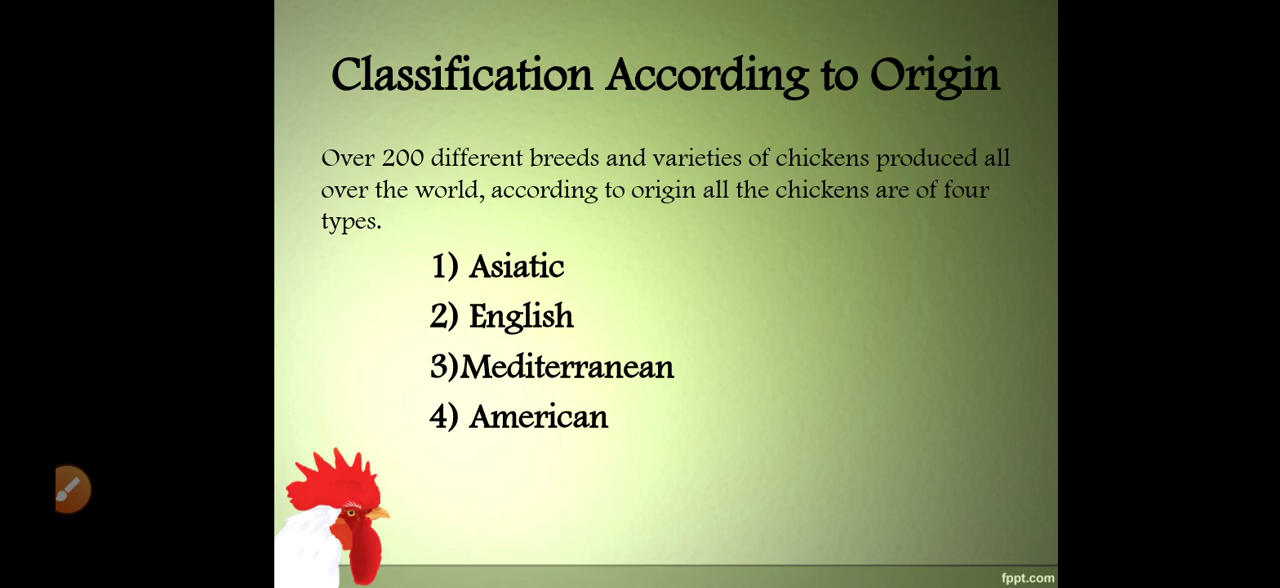 Classification According to Origin
Over 200 different breeds and varieties of chickens produced all
over the world, according to origin all the chickens are of four
types.
1) Asiatic
2) English
3)Mediterranean
4) American
fppt.com